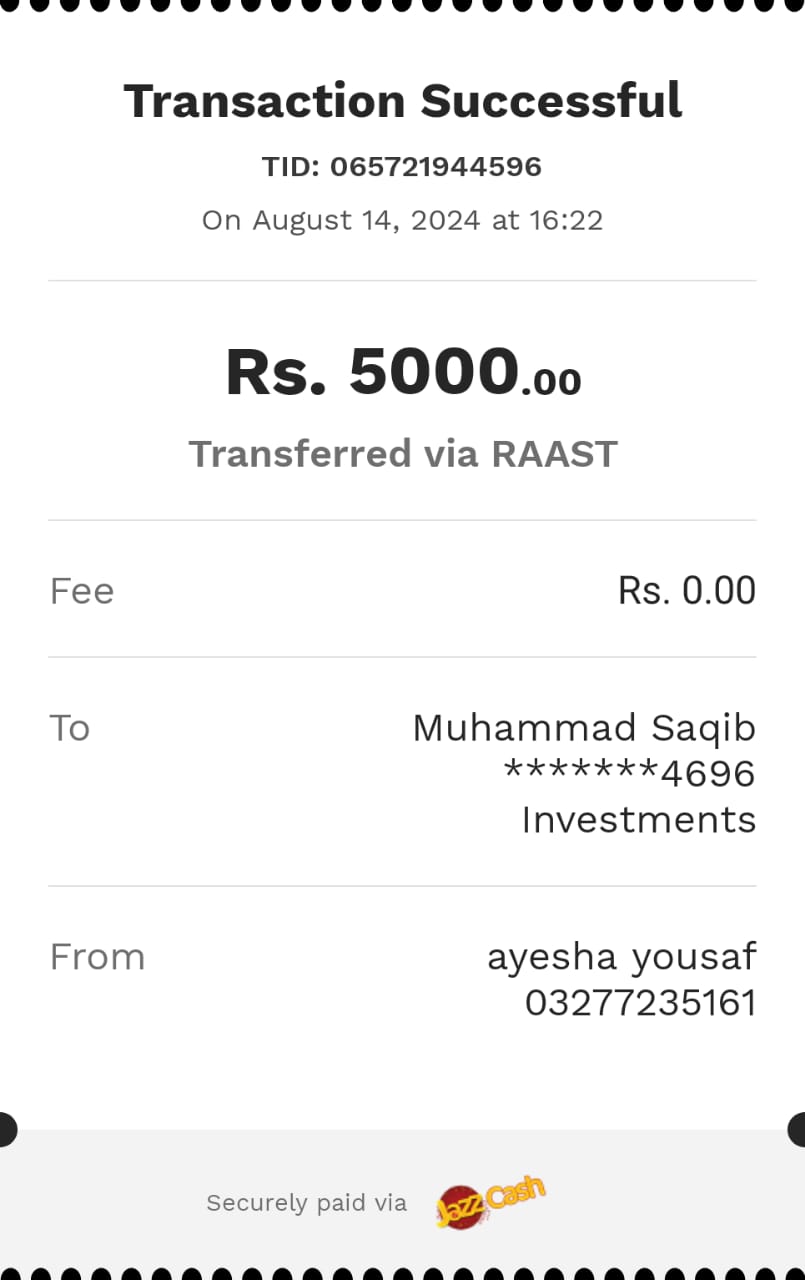 Transaction Successful
TID: 065721944596
On August 14, 2024 at 16:22
Rs. 5000.00
Transferred via RAAST
Fee Rs. 0.00
To Muhammad Saqib
*******4696
Investments
From ayesha yousaf
03277235161
Securely paid via JazzCash